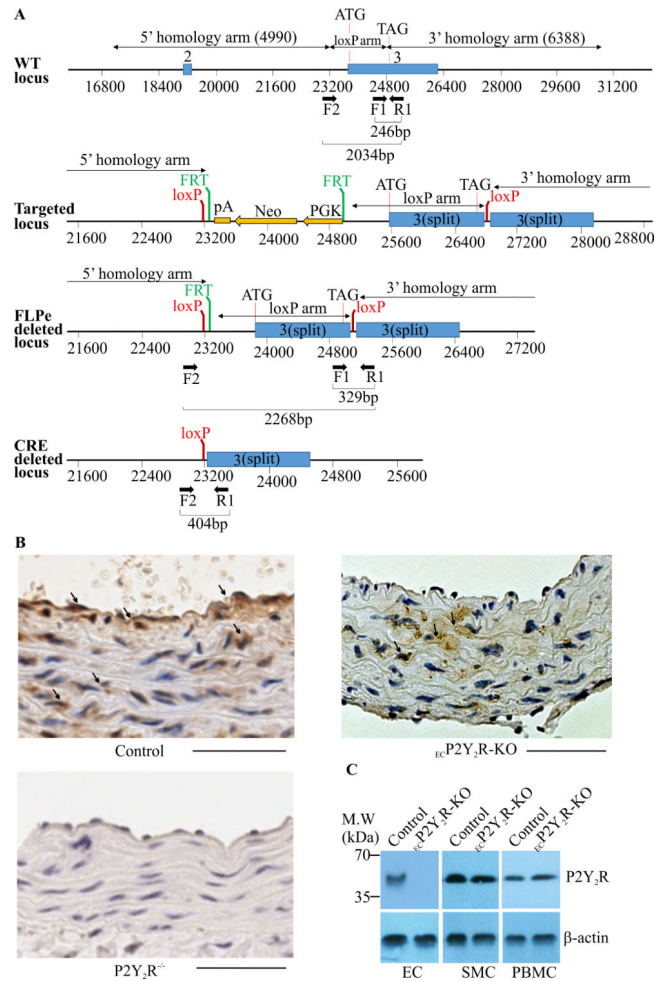 A
ATG
TAG
5' homology arm (4990)
loxP arm
3' homology arm (6388)
WT
locus
2
3
16800 18400 20000 21600 23200 24800 26400 28000 29600 31200
F2 F1 R1
246bp
2034bp
5' homology arm
3' homology arm
FRT
FRT
ATG
loxP arm
TAG
loxP
loxP
Targeted
locus
pA
Neo
PGK
3(split)
3(split)
21600 22400 23200 24000 24800 25600 26400 27200 28000 28800
5' homology arm
3' homology arm
FRT
ATG
loxP arm
TAG
loxP
loxP
FLPe
deleted
locus
3(split)
3(split)
21600 22400 23200 24000 24800 25600 26400 27200
F2 F1 R1
329bp
2268bp
loxP
CRE
deleted
locus
3(split)
21600 22400 23200 24000 24800 25600
F2 R1
404bp
B
Control
ECP2Y2R-KO
P2Y2R-/-
C
M.W
(kDa)
Control
ECP2Y2R-KO
Control
ECP2Y2R-KO
Control
ECP2Y2R-KO
70
35
P2Y2R
β-actin
EC SMC PBMC